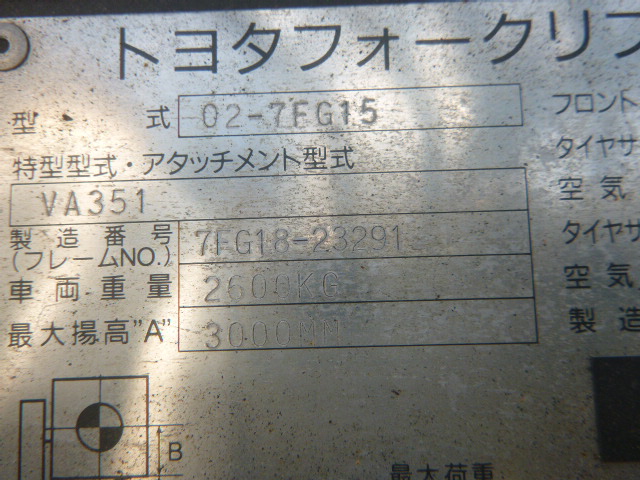 トヨタフォークリフ
型 式 02-7FG15
特型型式・アタッチメント型式
VA351
製造番号 7FG18-23291
(フレームNO.)
車両重量 2600KG
最大揚高"A" 3000MM
フロント
タイヤサ
空気
タイヤサ
空気
製造
B
最大荷重